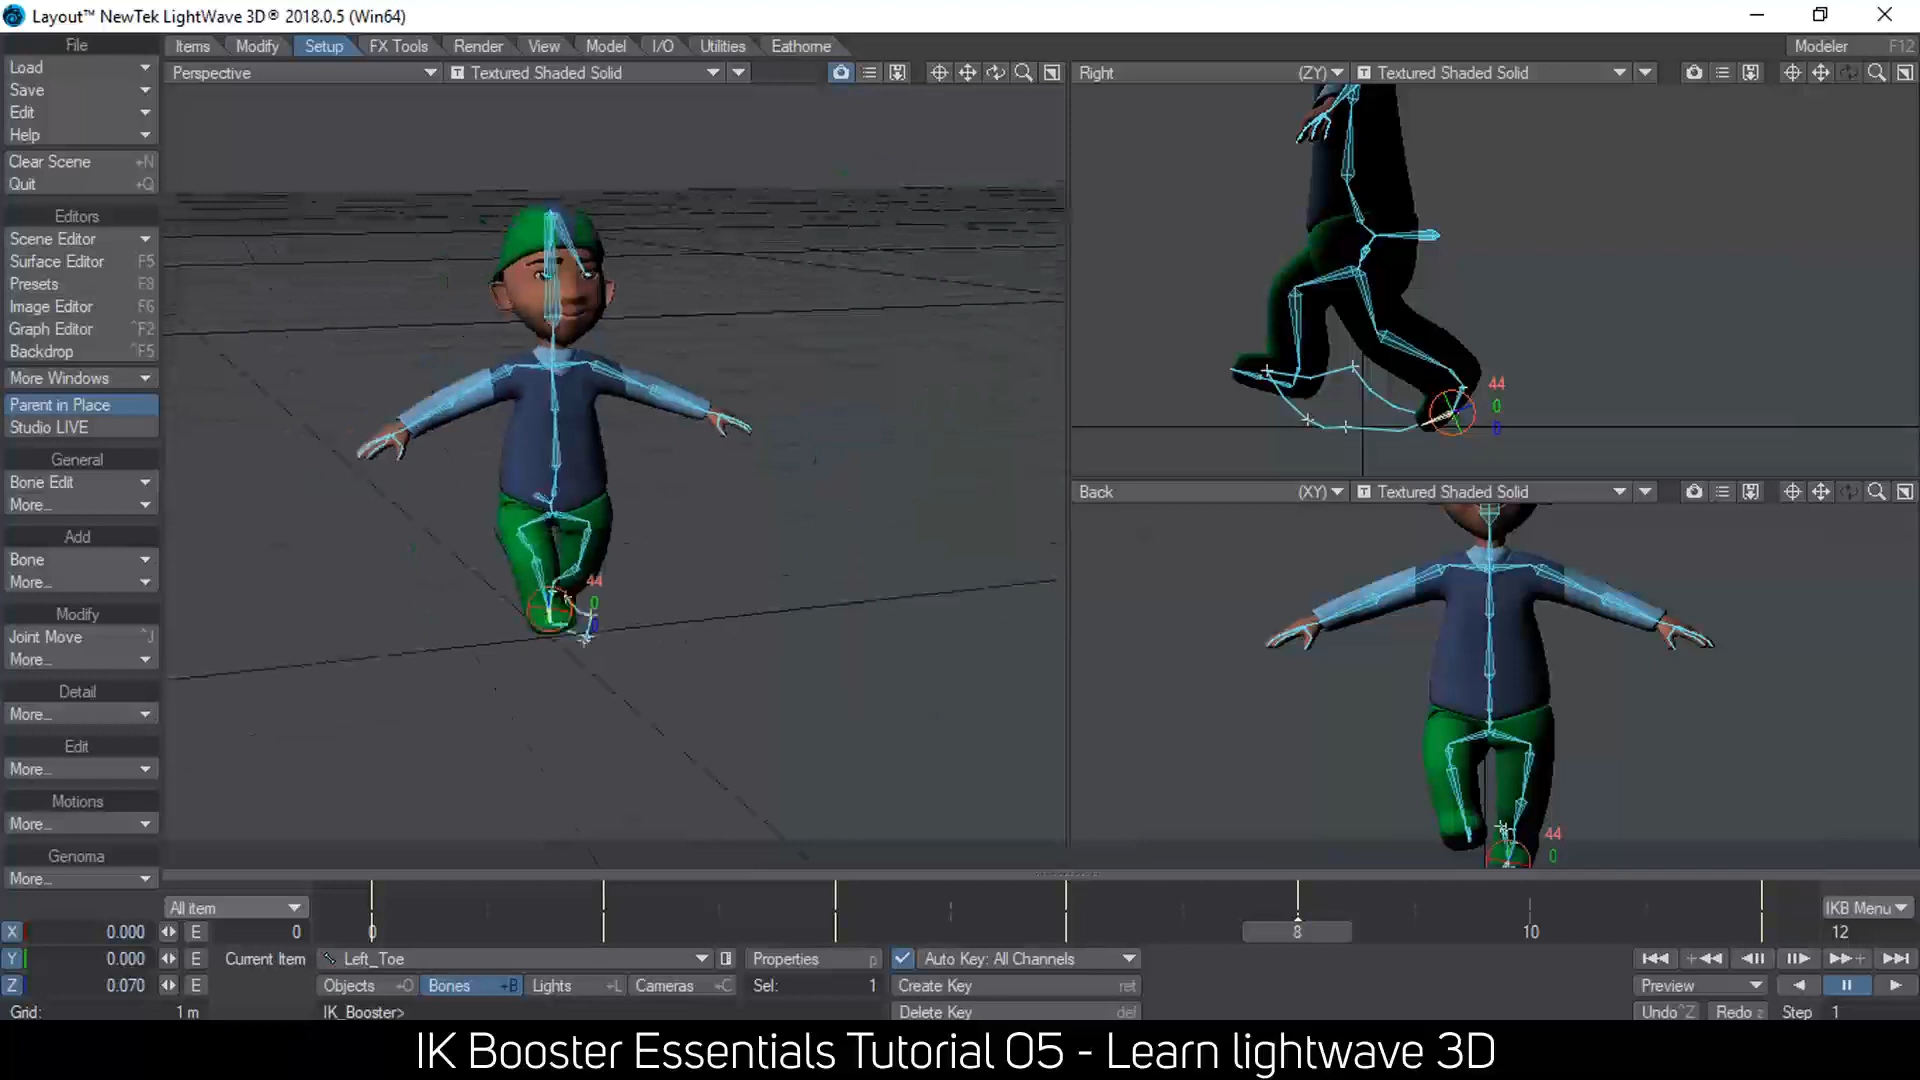 Layout™ NewTek LightWave 3D® 2018.0.5 (Win64)
File
Items Modify Setup FX Tools Render View Model I/O Utilities Eathome Modeler F12
Load
Save
Edit
Help
Clear Scene +N
Quit +Q
Editors
Scene Editor
Surface Editor F5
Presets F8
Image Editor F6
Graph Editor ^F2
Backdrop ^F5
More Windows
Parent in Place
Studio LIVE
General
Bone Edit
More...
Add
Bone
More...
Modify
Joint Move ^J
More...
Detail
More...
Edit
More...
Motions
More...
Genoma
More...
Perspective Textured Shaded Solid
44
0
0
Right (ZY) Textured Shaded Solid
44
0
0
Back (XY) Textured Shaded Solid
44
0
All item IKB Menu
X 0.000 E 0 0 8 10 12
Y 0.000 E Current Item Left_Toe Properties p Auto Key: All Channels
Z 0.070 E Objects +O Bones +B Lights +L Cameras +C Sel: 1 Create Key ret Preview
Grid: 1 m IK_Booster> Delete Key del Undo ^Z Redo z Step 1
IK Booster Essentials Tutorial 05 - Learn lightwave 3D